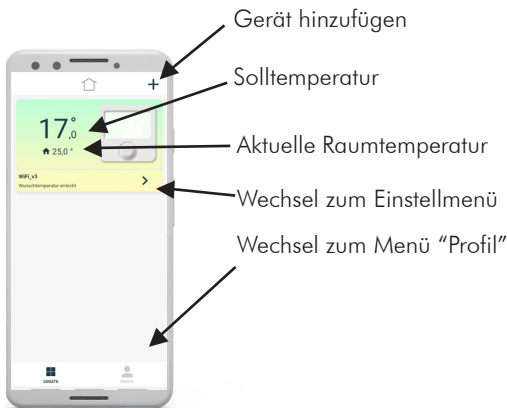 Gerät hinzufügen
+
Solltemperatur
17,0°
25,0 °
Aktuelle Raumtemperatur
WiFi_v3
Wunschtemperatur erreicht
Wechsel zum Einstellmenü
Wechsel zum Menü “Profil”
GERÄTE
PROFIL